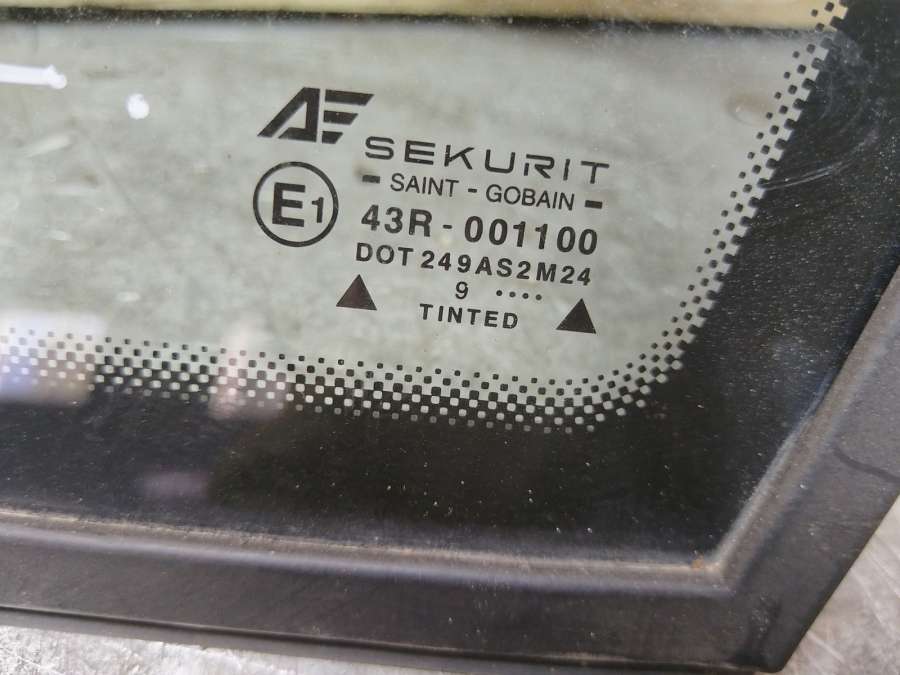 AE
SEKURIT
- SAINT - GOBAIN -
E1
43R - 001100
DOT 249AS2M24
9 ....
TINTED